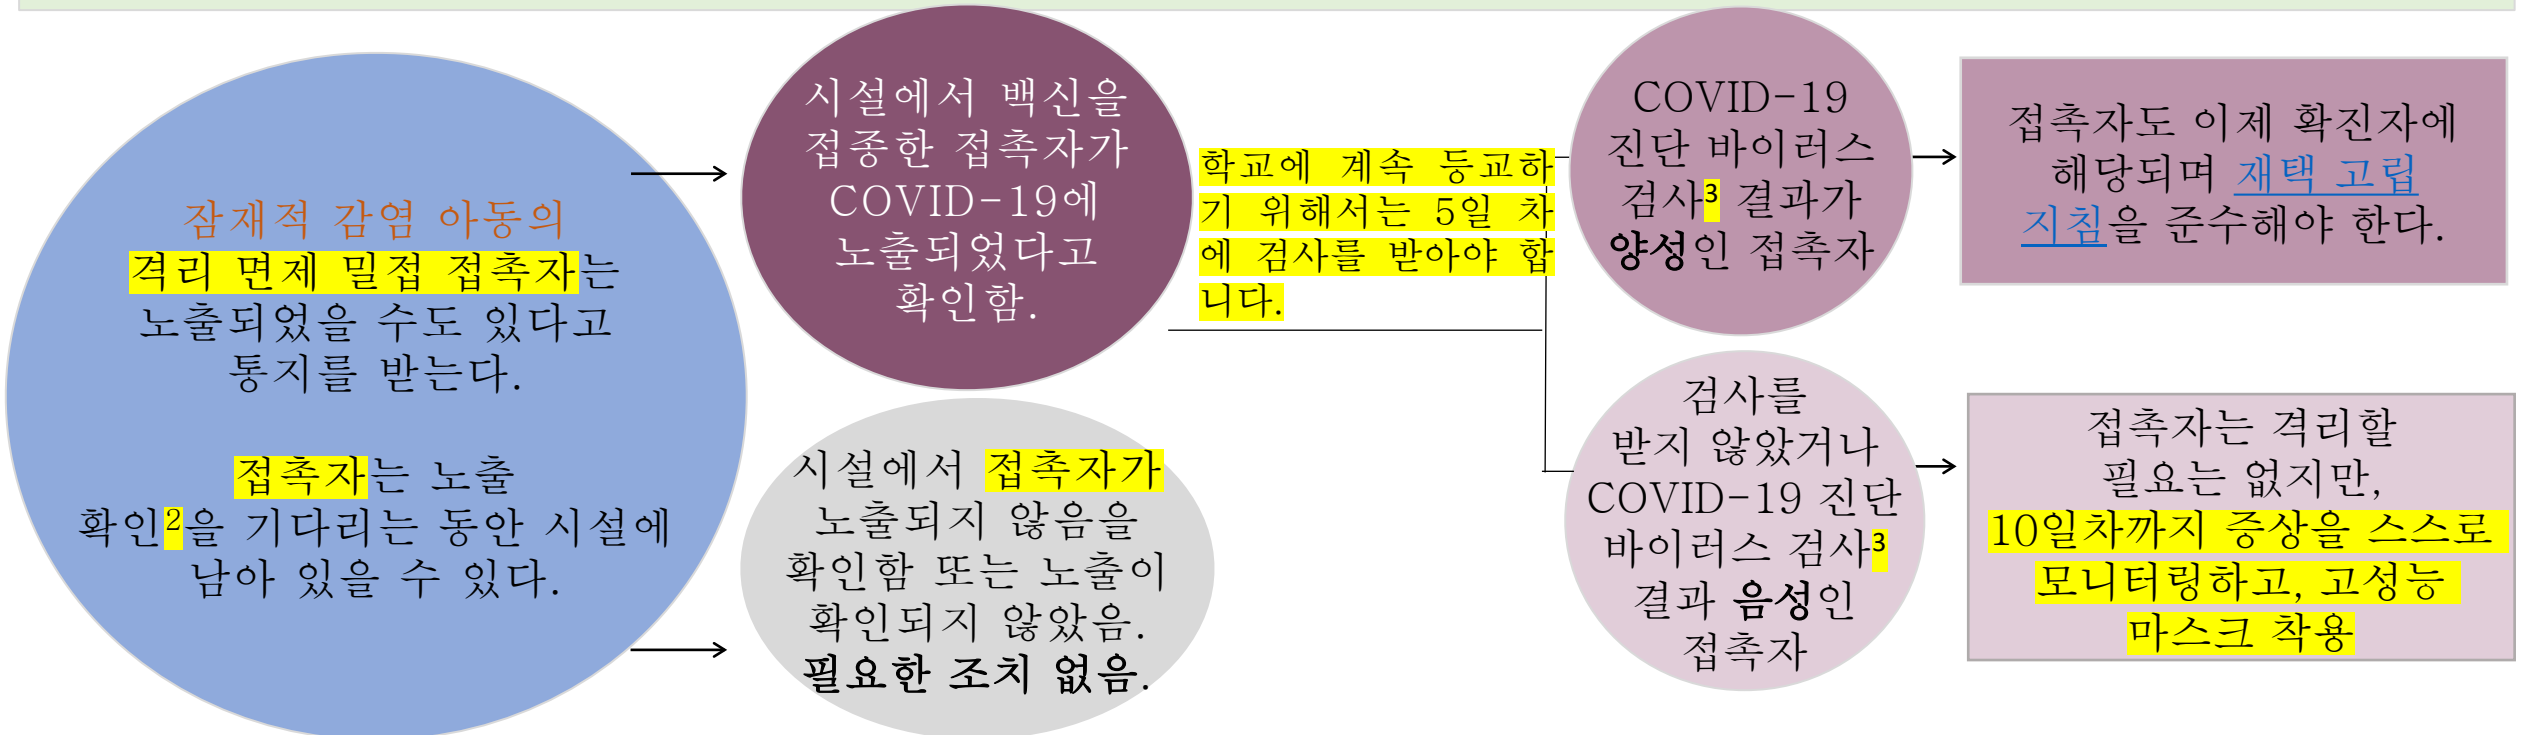 잠재적 감염 아동의
격리 면제 밀접 접촉자는
노출되었을 수도 있다고
통지를 받는다.
접촉자는 노출
확인2을 기다리는 동안 시설에
남아 있을 수 있다.
시설에서 백신을
접종한 접촉자가
COVID-19에
노출되었다고
확인함.
시설에서 접촉자가
노출되지 않음을
확인함 또는 노출이
확인되지 않았음.
필요한 조치 없음.
학교에 계속 등교하
기 위해서는 5일 차
에 검사를 받아야 합
니다.
COVID-19
진단 바이러스
검사3 결과가
양성인 접촉자
접촉자도 이제 확진자에
해당되며 재택 고립
지침을 준수해야 한다.
검사를
받지 않았거나
COVID-19 진단
바이러스 검사3
결과 음성인
접촉자
접촉자는 격리할
필요는 없지만,
10일차까지 증상을 스스로
모니터링하고, 고성능
마스크 착용